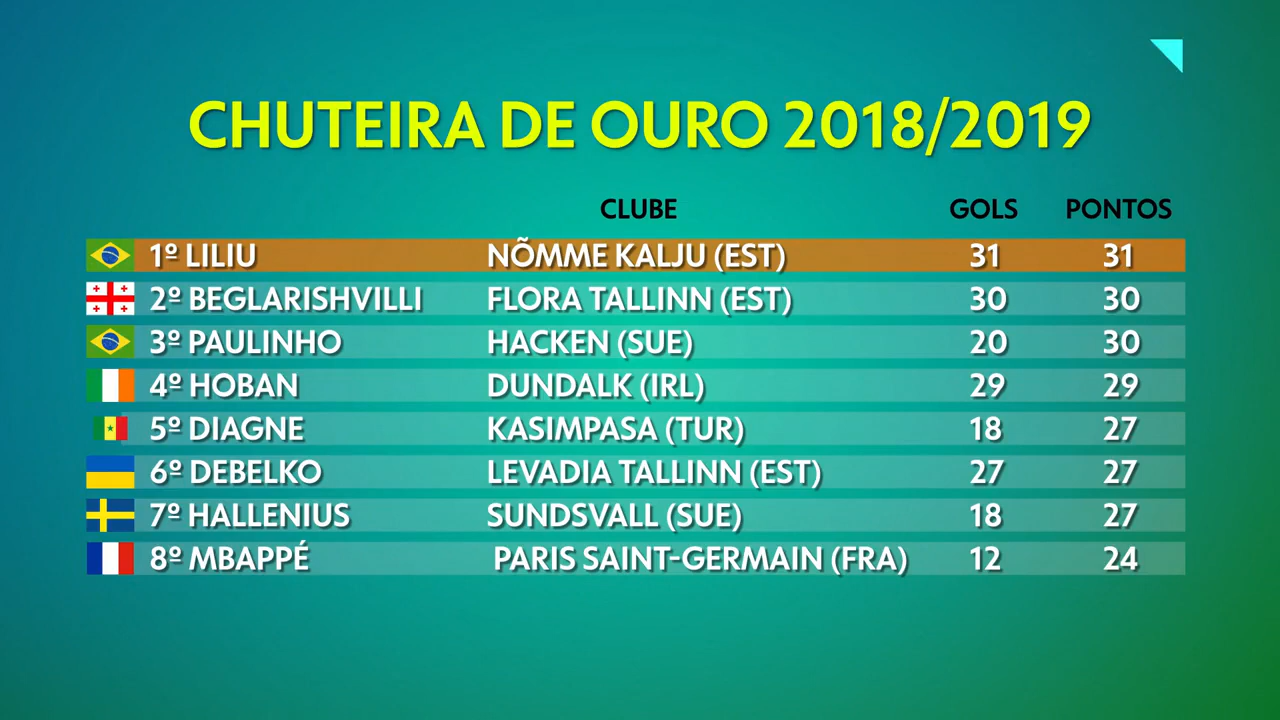 CHUTEIRA DE OURO 2018/2019
CLUBE GOLS PONTOS
1º LILIU NÕMME KALJU (EST) 31 31
2º BEGLARISHVILLI FLORA TALLINN (EST) 30 30
3º PAULINHO HACKEN (SUE) 20 30
4º HOBAN DUNDALK (IRL) 29 29
5º DIAGNE KASIMPASA (TUR) 18 27
6º DEBELKO LEVADIA TALLINN (EST) 27 27
7º HALLENIUS SUNDSVALL (SUE) 18 27
8º MBAPPÉ PARIS SAINT-GERMAIN (FRA) 12 24